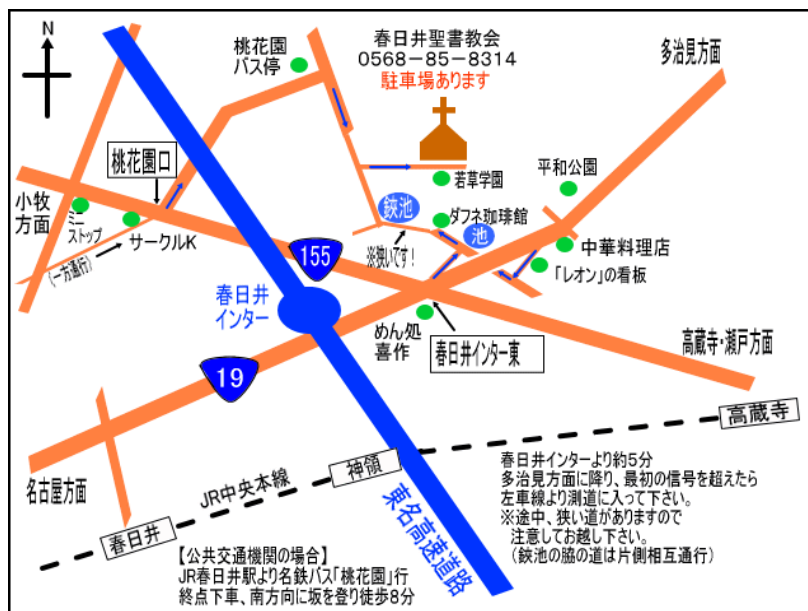 N
桃花園
バス停
春日井聖書教会
0568-85-8314
駐車場あります
多治見方面
桃花園口
小牧
方面
ミニ
ストップ
サークルK
(一方通行)
若草学園
平和公園
鋏池
ダフネ珈琲館
池
※狭いです!
中華料理店
「レオン」の看板
155
春日井
インター
めん処
喜作
春日井インター東
高蔵寺・瀬戸方面
19
名古屋方面
高蔵寺
神領
JR中央本線
春日井
東名高速道路
春日井インターより約5分
多治見方面に降り、最初の信号を超えたら
左車線より測道に入って下さい。
※途中、狭い道がありますので
注意してお越し下さい。
(鋏池の脇の道は片側相互通行)
【公共交通機関の場合】
JR春日井駅より名鉄バス「桃花園」行
終点下車、南方向に坂を登り徒歩8分